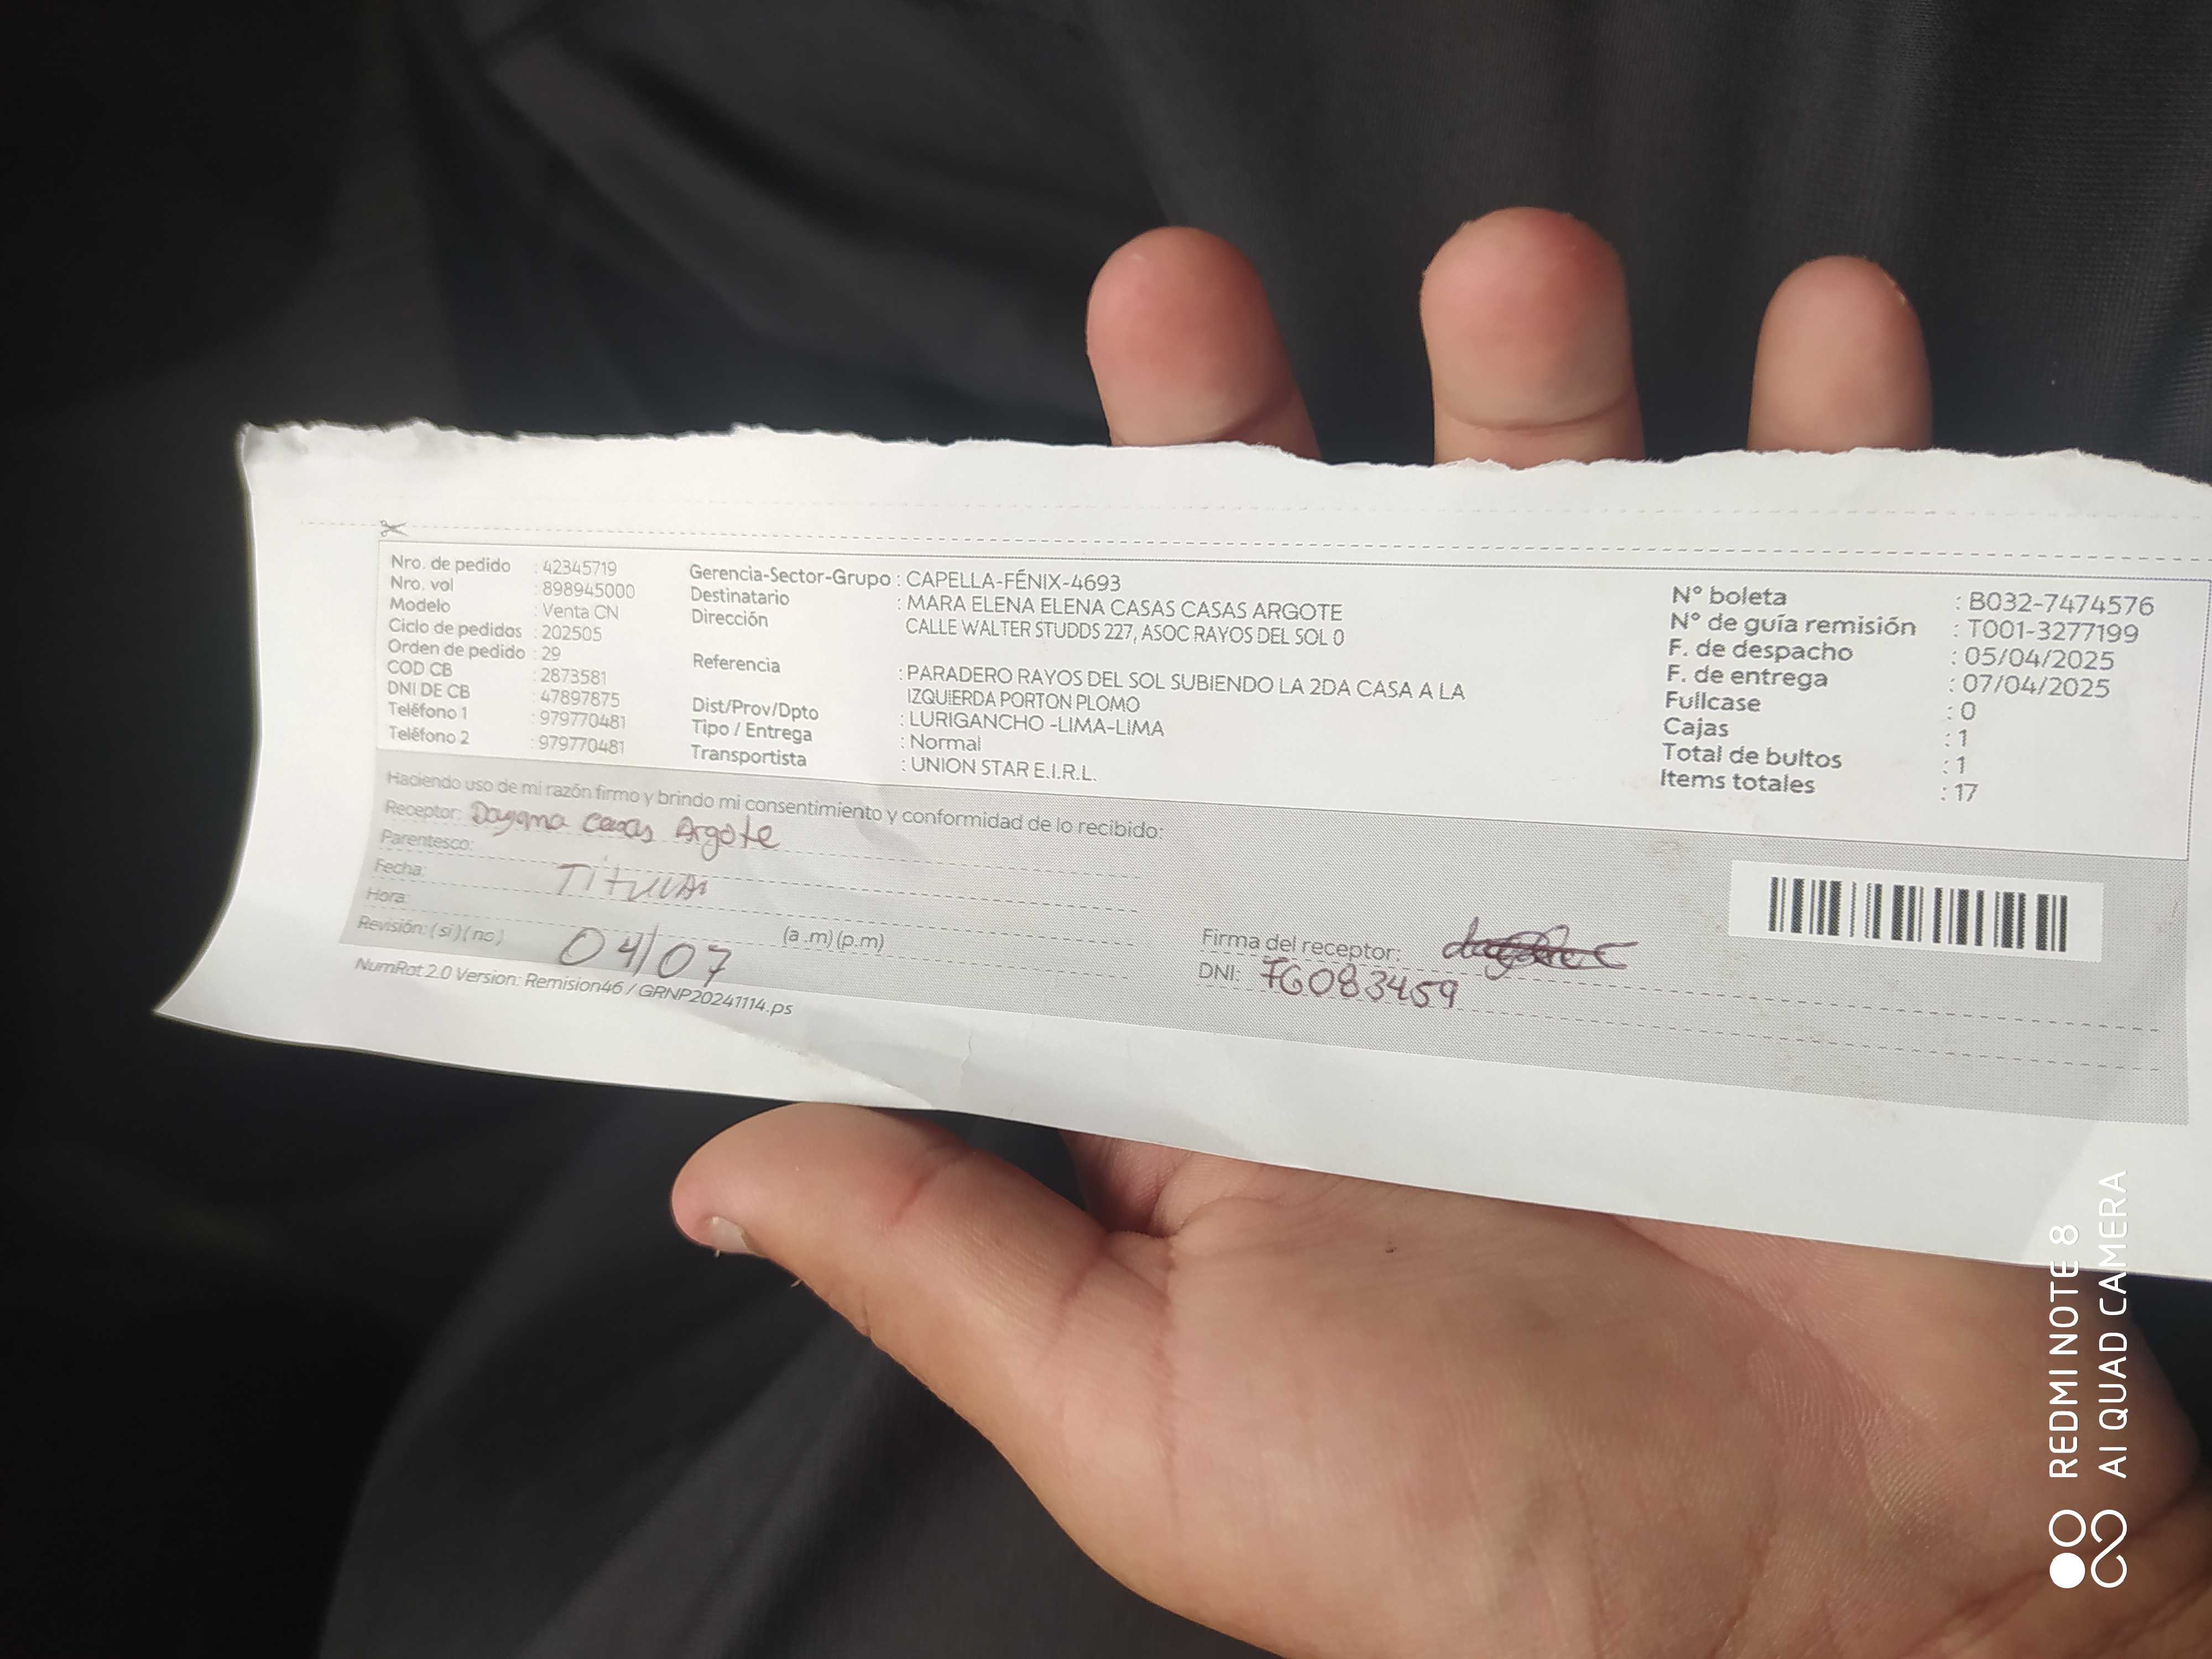 Nro. de pedido : 42345719
Nro. vol : 898945000
Modelo : Venta CN
Ciclo de pedidos : 202505
Orden de pedido : 29
COD CB : 2873581
DNI DE CB : 47897875
Teléfono 1 : 979770481
Teléfono 2 : 979770481
Gerencia-Sector-Grupo : CAPELLA-FÉNIX-4693
Destinatario : MARA ELENA ELENA CASAS CASAS ARGOTE
Dirección CALLE WALTER STUDDS 227, ASOC RAYOS DEL SOL 0
Referencia : PARADERO RAYOS DEL SOL SUBIENDO LA 2DA CASA A LA
IZQUIERDA PORTON PLOMO
Dist/Prov/Dpto : LURIGANCHO -LIMA-LIMA
Tipo / Entrega : Normal
Transportista : UNION STAR E.I.R.L.
N° boleta : B032-7474576
N° de guía remisión : T001-3277199
F. de despacho : 05/04/2025
F. de entrega : 07/04/2025
Fullcase : 0
Cajas : 1
Total de bultos : 1
Items totales : 17
Haciendo uso de mi razón firmo y brindo mi consentimiento y conformidad de lo recibido:
Receptor: Dayana Casas Argote
Parentesco:
Fecha: Titular
Hora: (a .m) (p.m)
Revisión: ( si ) ( no ) 04/07
Firma del receptor:
DNI: 76083459
NumRot 2.0 Version: Remision46 / GRNP20241114.ps
REDMI NOTE 8
AI QUAD CAMERA